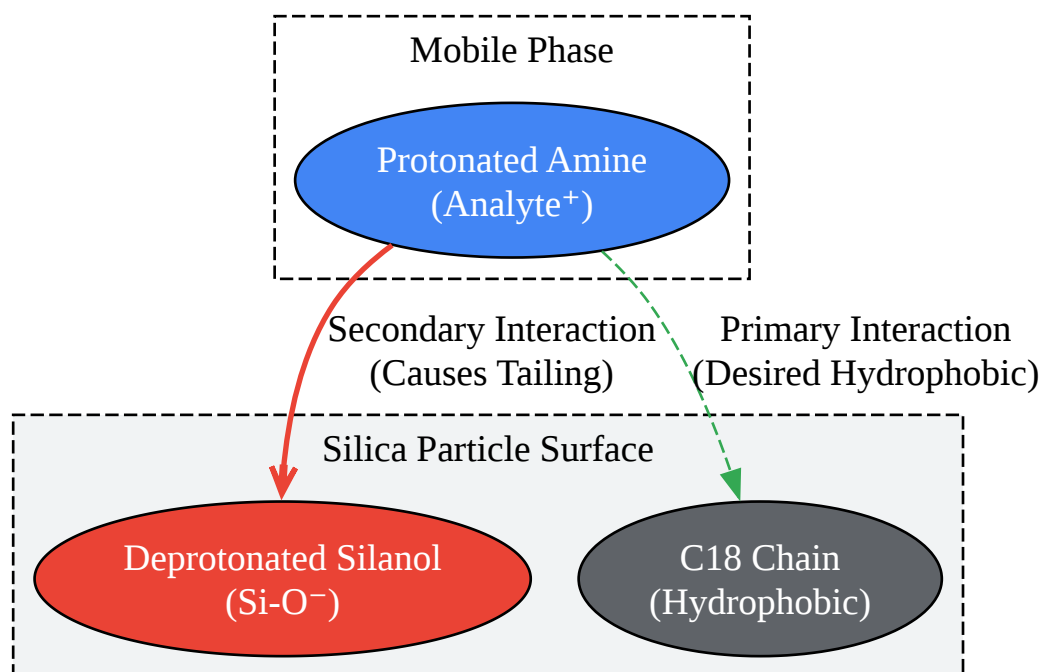 Mobile Phase
Protonated Amine
(Analyte⁺)
Secondary Interaction
(Causes Tailing)
Primary Interaction
(Desired Hydrophobic)
Silica Particle Surface
Deprotonated Silanol
(Si-O⁻)
C18 Chain
(Hydrophobic)